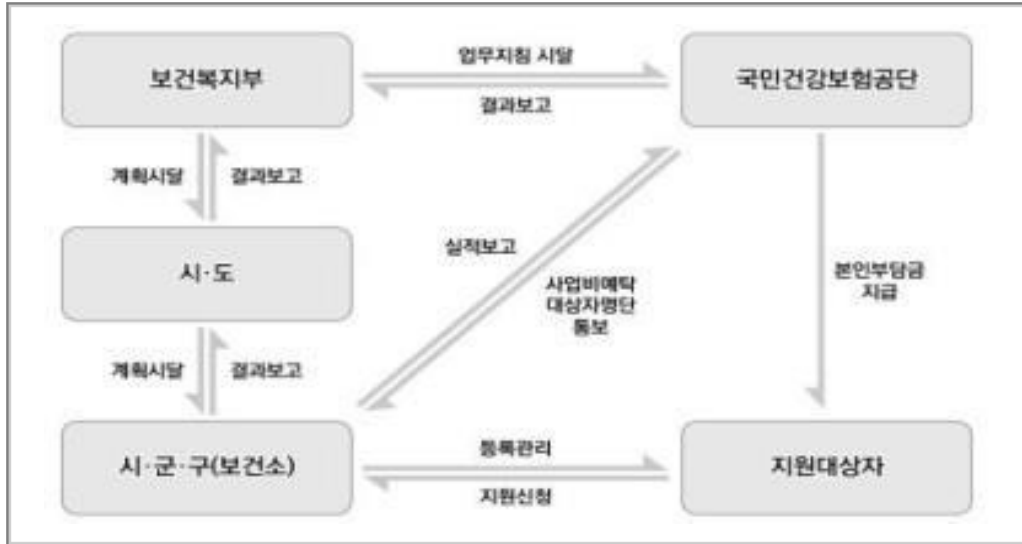 업무지침 시달
보건복지부
국민건강보험공단
결과보고
계획시달
결과보고
실적보고
시·도
본인부담금
지급
사업비예탁
대상자명단
통보
계획시달
결과보고
등록관리
시·군·구(보건소)
지원대상자
지원신청